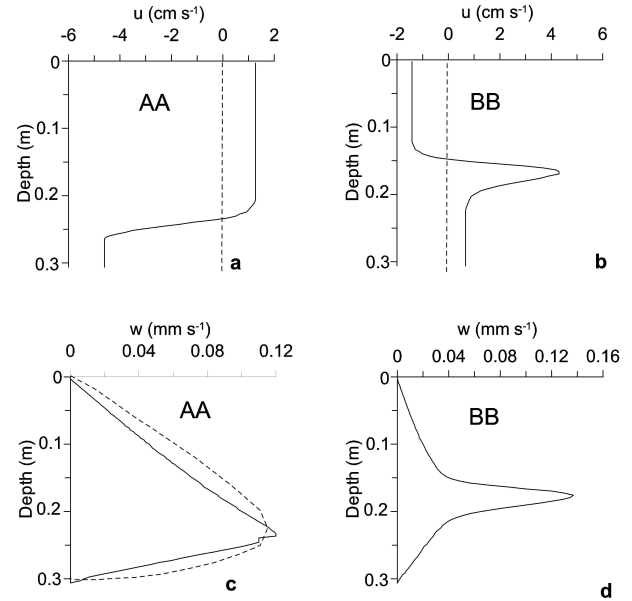 u (cm s-1)
-6 -4 -2 0 2
0
0.1
0.2
0.3
Depth (m)
AA
a
u (cm s-1)
-2 0 2 4 6
0
0.1
0.2
0.3
Depth (m)
BB
b
w (mm s-1)
0 0.04 0.08 0.12
0
0.1
0.2
0.3
Depth (m)
AA
c
w (mm s-1)
0 0.04 0.08 0.12 0.16
0
0.1
0.2
0.3
Depth (m)
BB
d